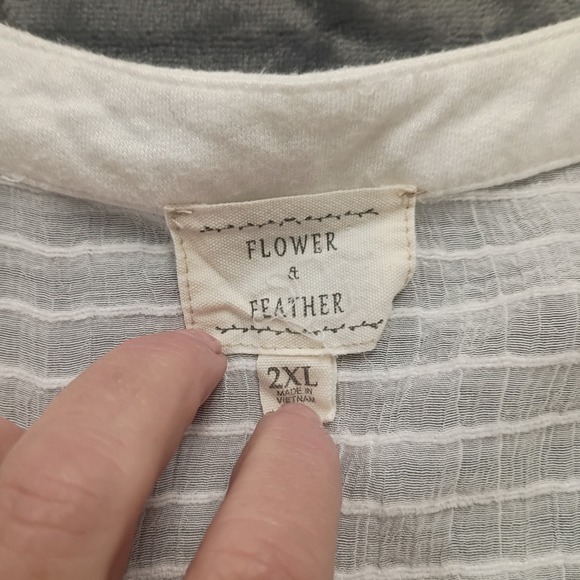 FLOWER
&
FEATHER
2XL
MADE IN
VIETNAM